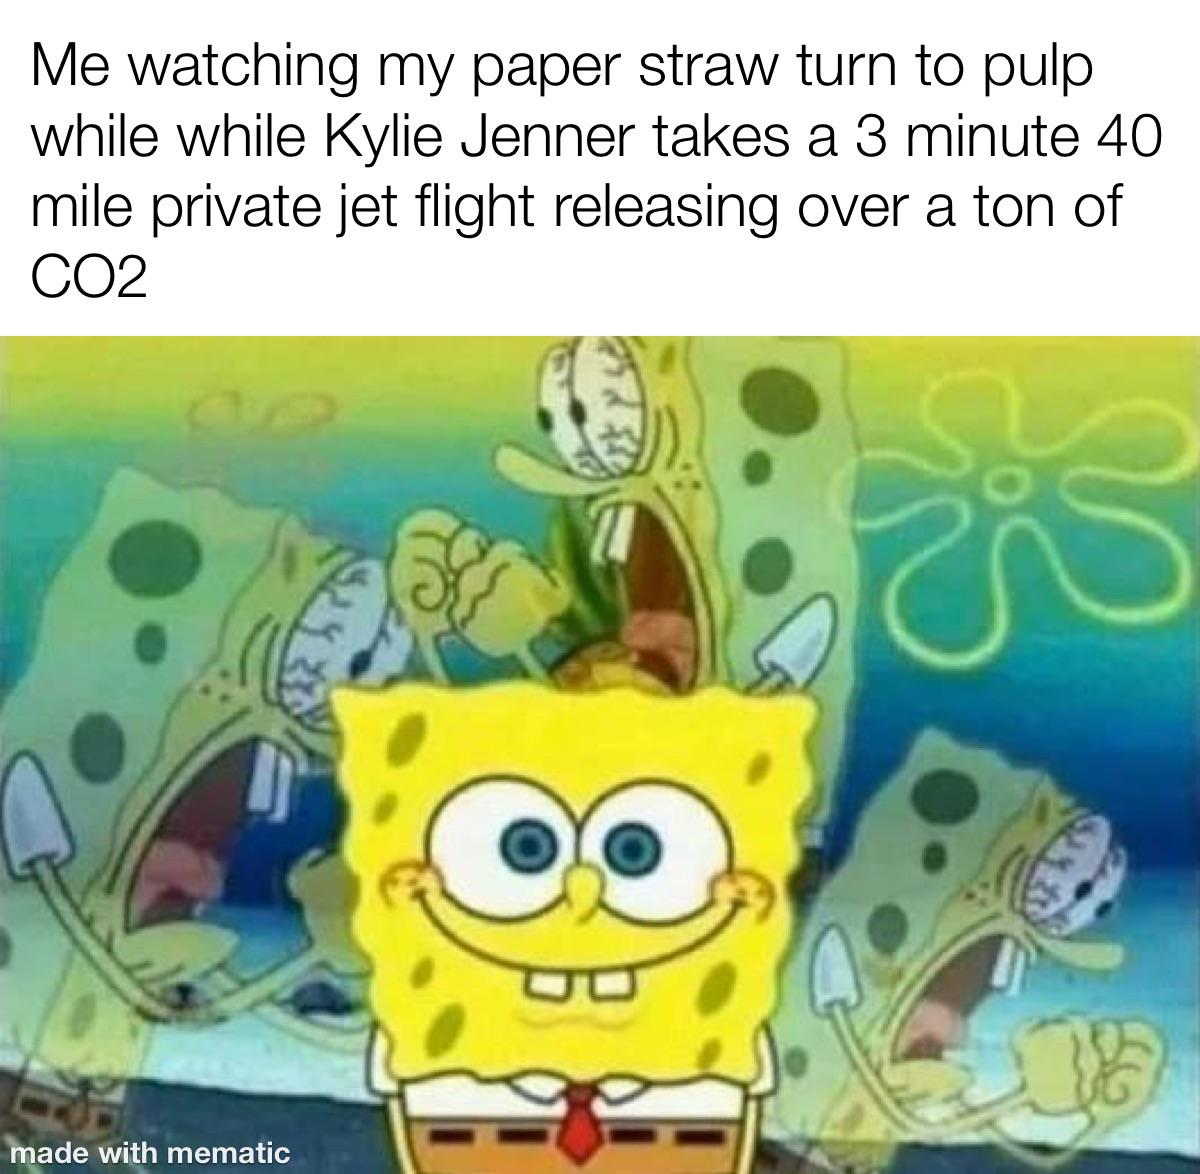 Me watching my paper straw turn to pulp
while while Kylie Jenner takes a 3 minute 40
mile private jet flight releasing over a ton of
CO2
made with mematic